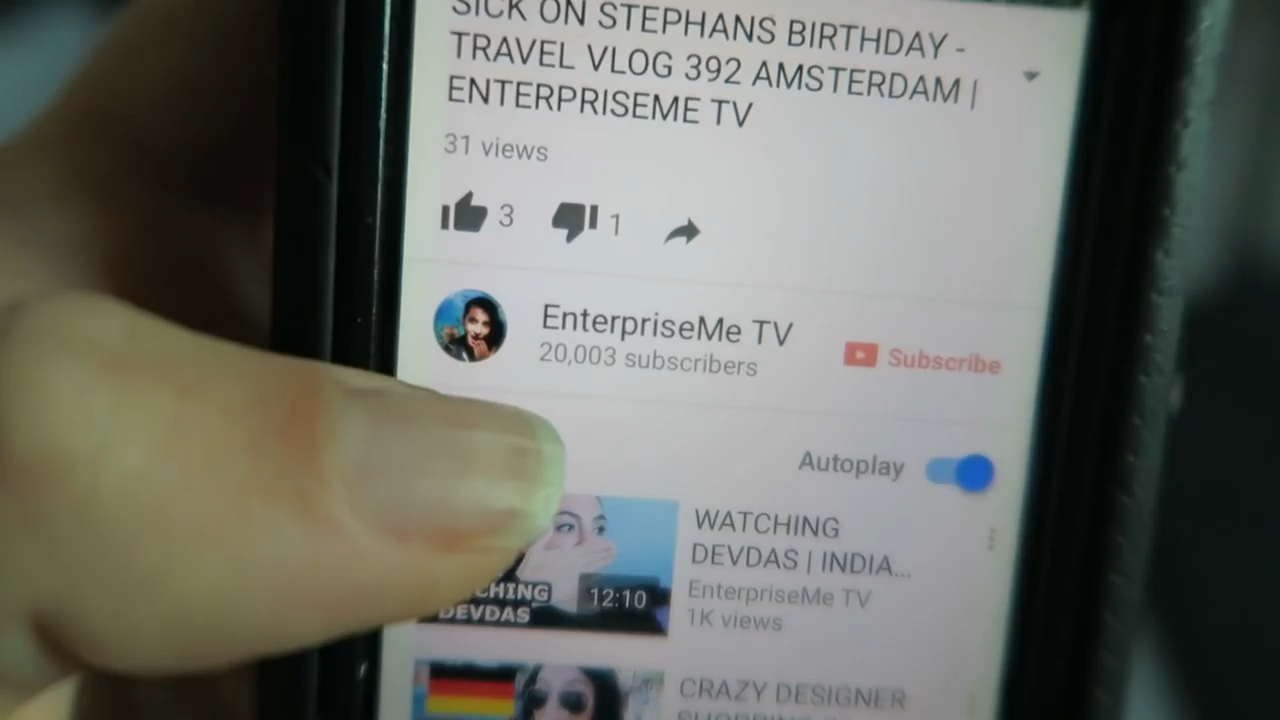 SICK ON STEPHANS BIRTHDAY -
TRAVEL VLOG 392 AMSTERDAM |
ENTERPRISEME TV
31 views
3
1
EnterpriseMe TV
20,003 subscribers
Subscribe
Autoplay
CHING
DEVDAS
12:10
WATCHING
DEVDAS | INDIA...
EnterpriseMe TV
1K views
CRAZY DESIGNER